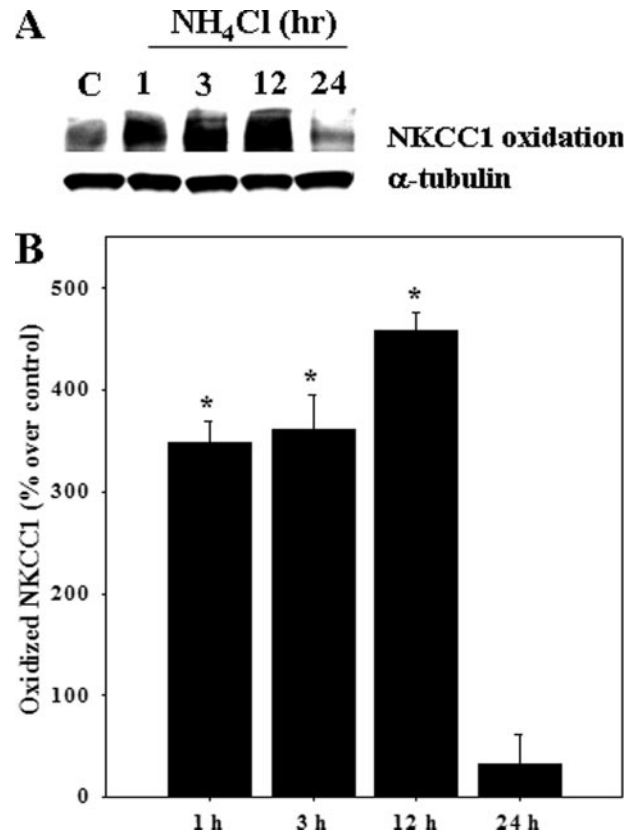 A
NH₄Cl (hr)
C 1 3 12 24
NKCC1 oxidation
α-tubulin
B
Oxidized NKCC1 (% over control)
500
400
300
200
100
0
* * *
1 h 3 h 12 h 24 h